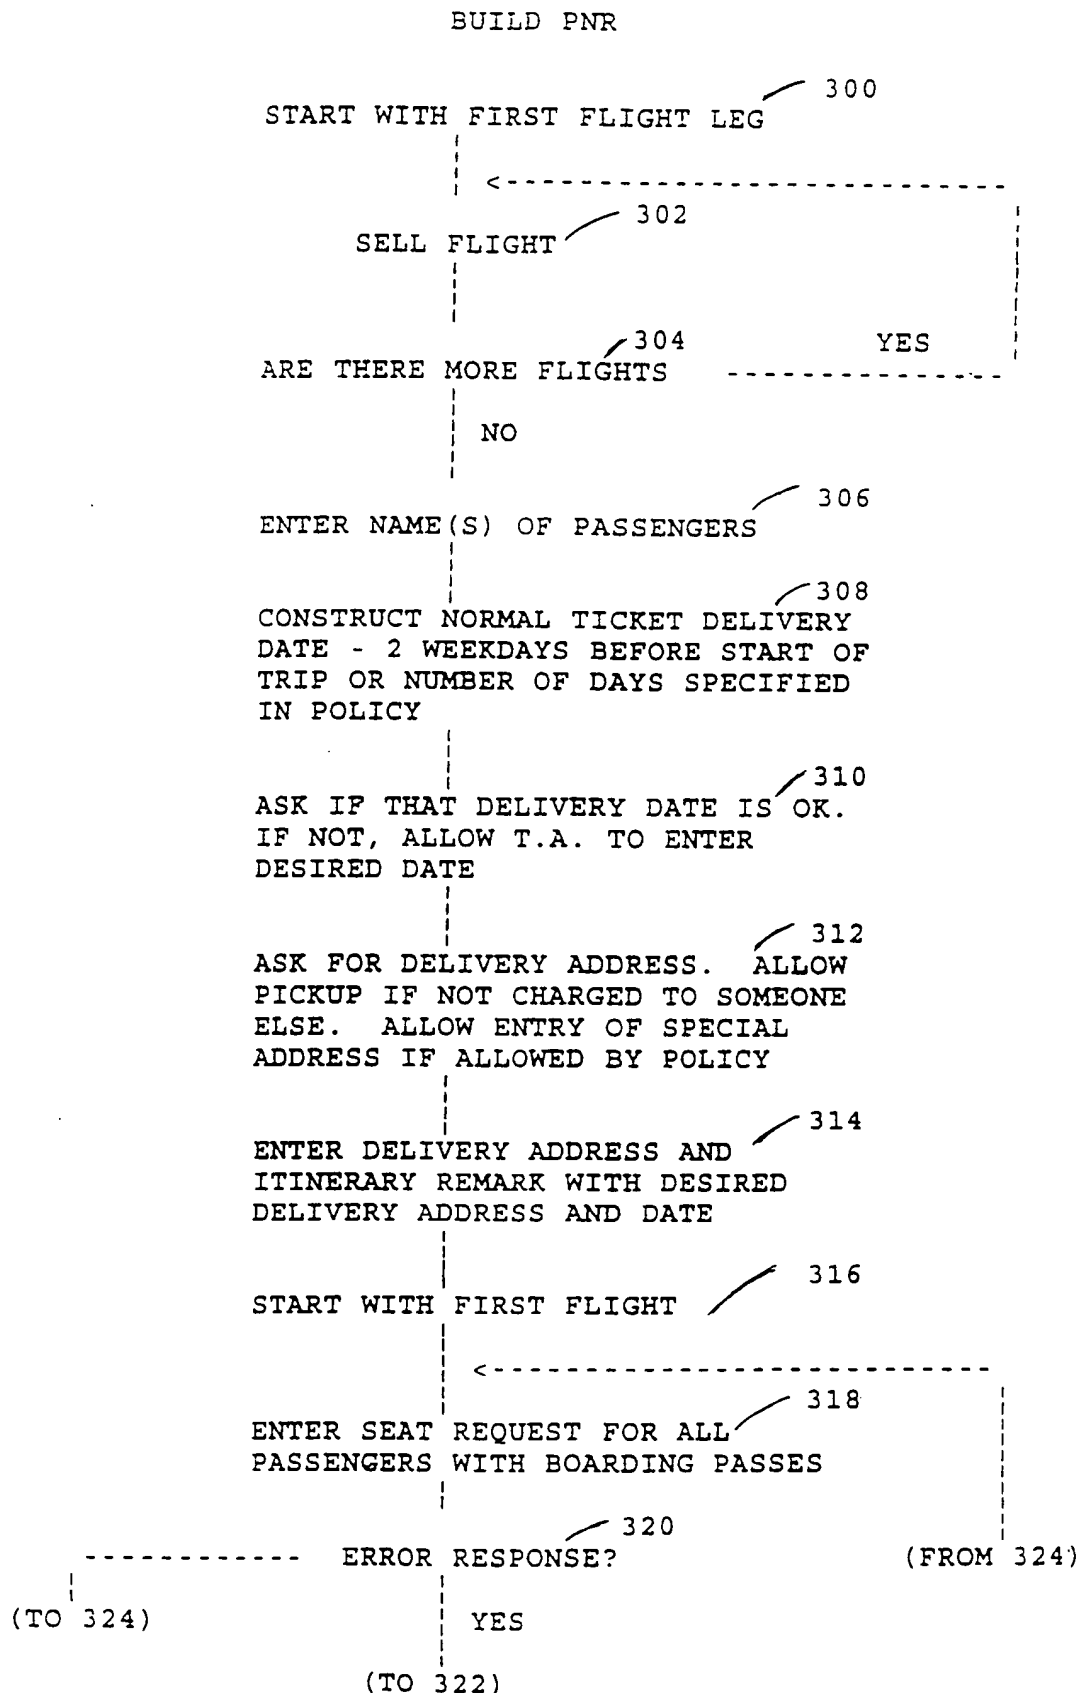 BUILD PNR
300
START WITH FIRST FLIGHT LEG
302
SELL FLIGHT
304
YES
ARE THERE MORE FLIGHTS
NO
306
ENTER NAME(S) OF PASSENGERS
308
CONSTRUCT NORMAL TICKET DELIVERY
DATE - 2 WEEKDAYS BEFORE START OF
TRIP OR NUMBER OF DAYS SPECIFIED
IN POLICY
310
ASK IF THAT DELIVERY DATE IS OK.
IF NOT, ALLOW T.A. TO ENTER
DESIRED DATE
312
ASK FOR DELIVERY ADDRESS. ALLOW
PICKUP IF NOT CHARGED TO SOMEONE
ELSE. ALLOW ENTRY OF SPECIAL
ADDRESS IF ALLOWED BY POLICY
314
ENTER DELIVERY ADDRESS AND
ITINERARY REMARK WITH DESIRED
DELIVERY ADDRESS AND DATE
316
START WITH FIRST FLIGHT
318
ENTER SEAT REQUEST FOR ALL
PASSENGERS WITH BOARDING PASSES
320
ERROR RESPONSE?
(FROM 324)
(TO 324)
YES
(TO 322)